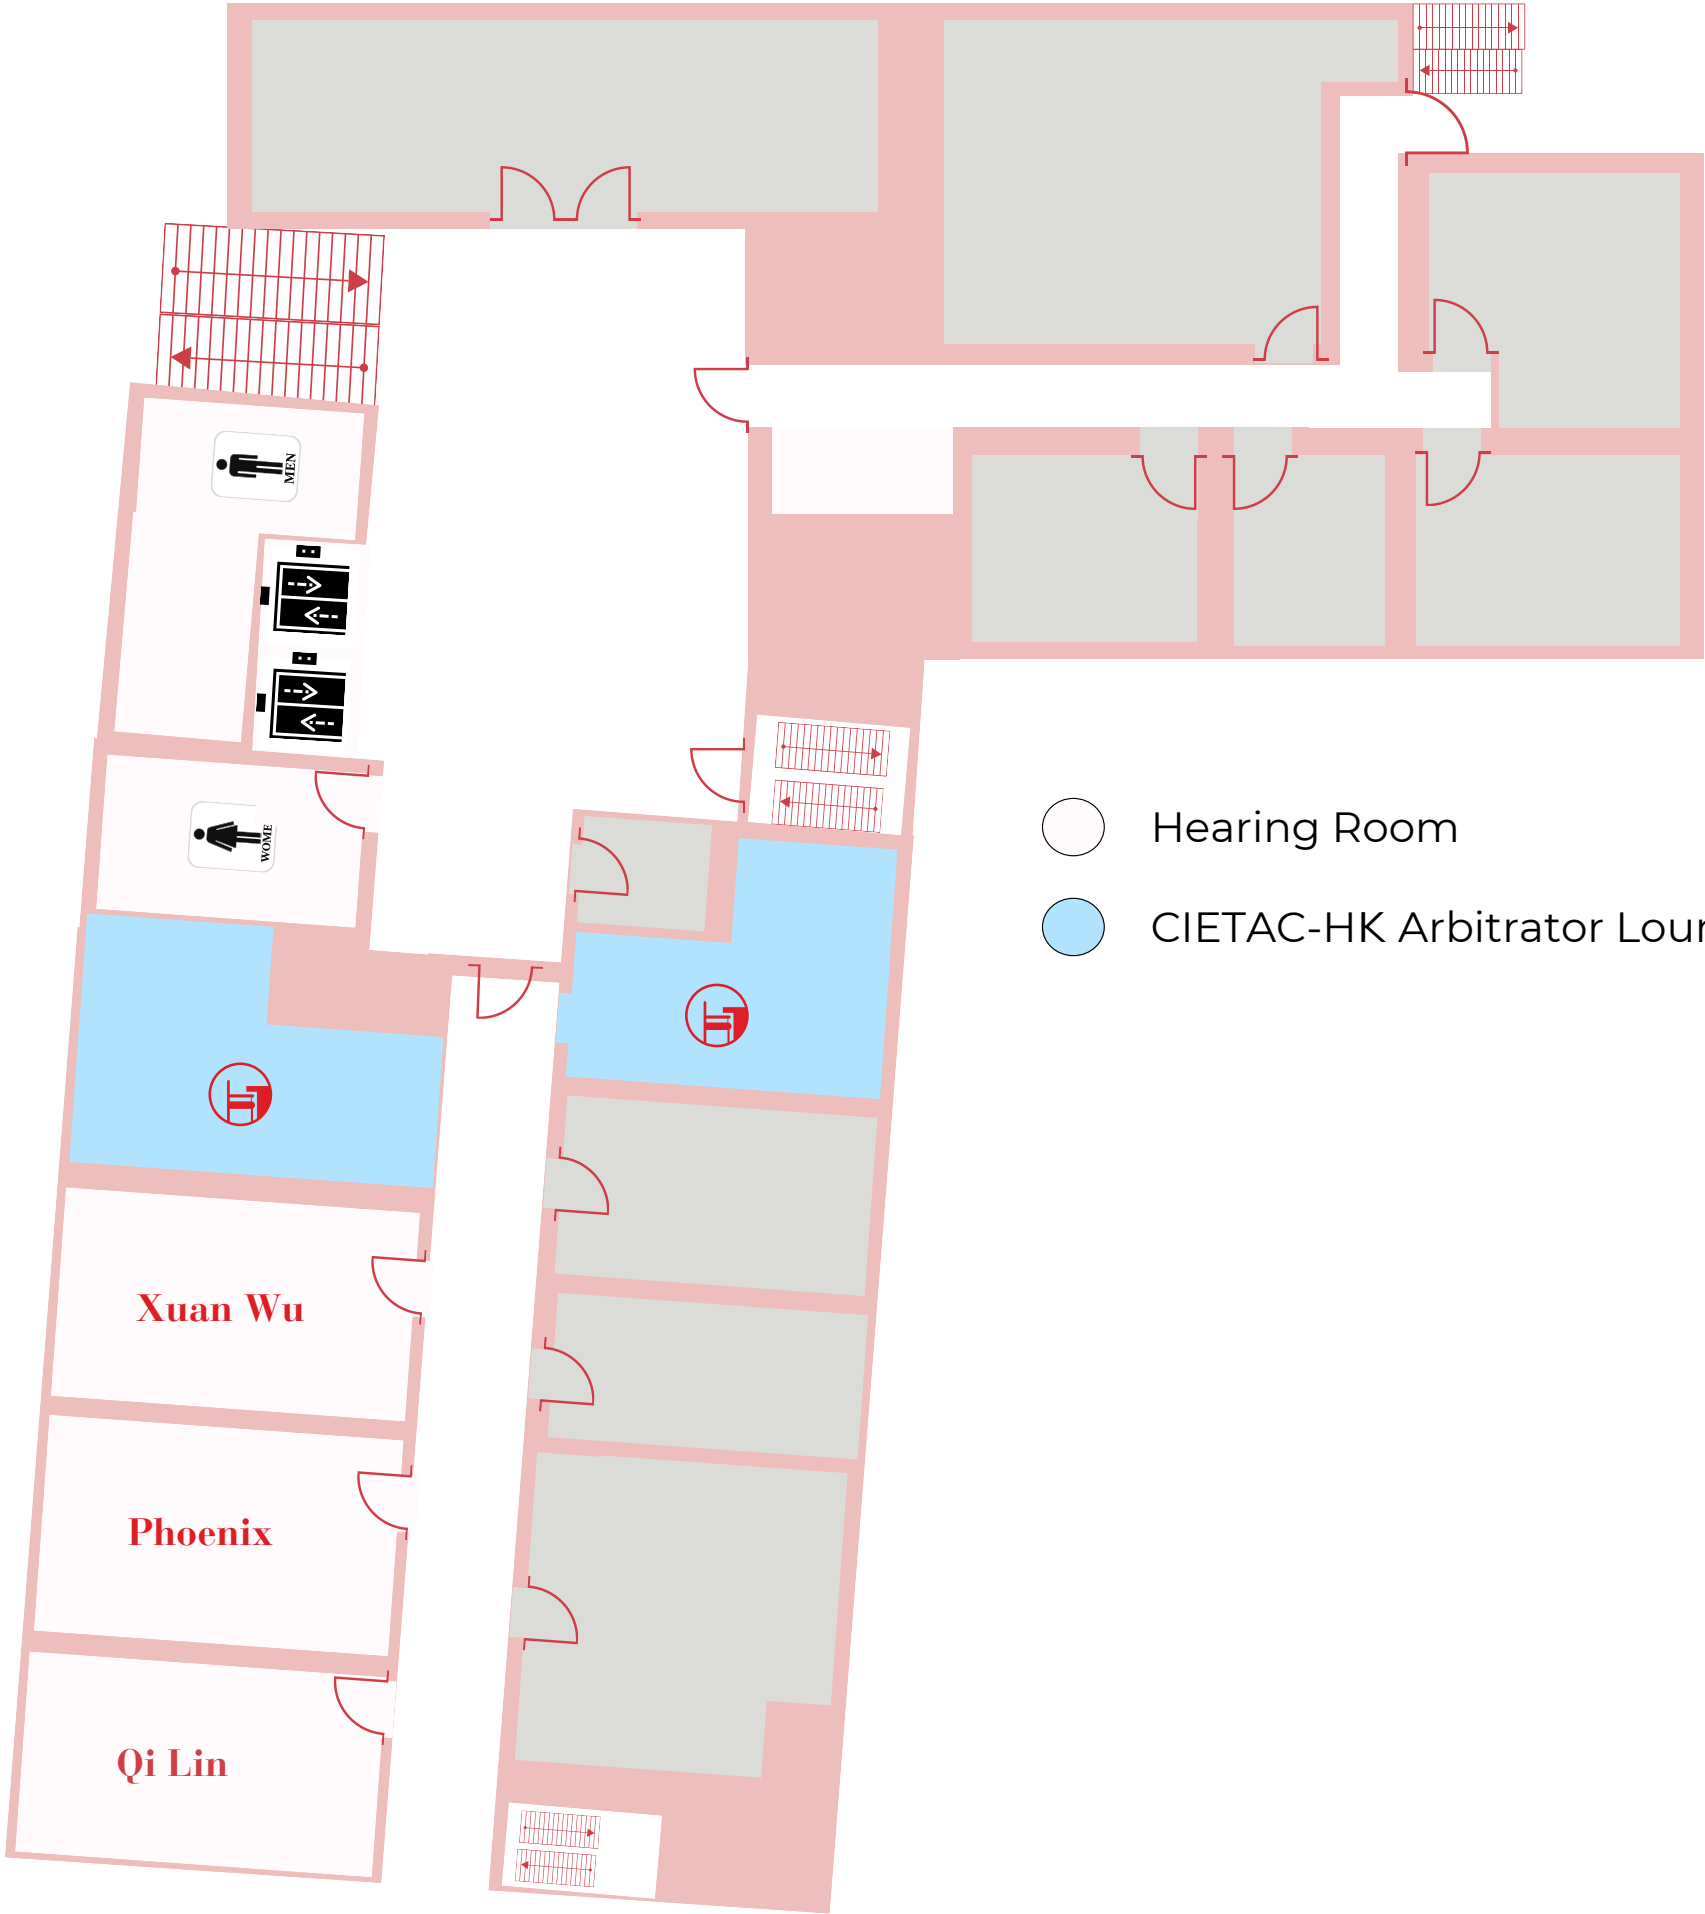 MEN
WOME
Hearing Room
CIETAC-HK Arbitrator Lour
Xuan Wu
Phoenix
Qi Lin